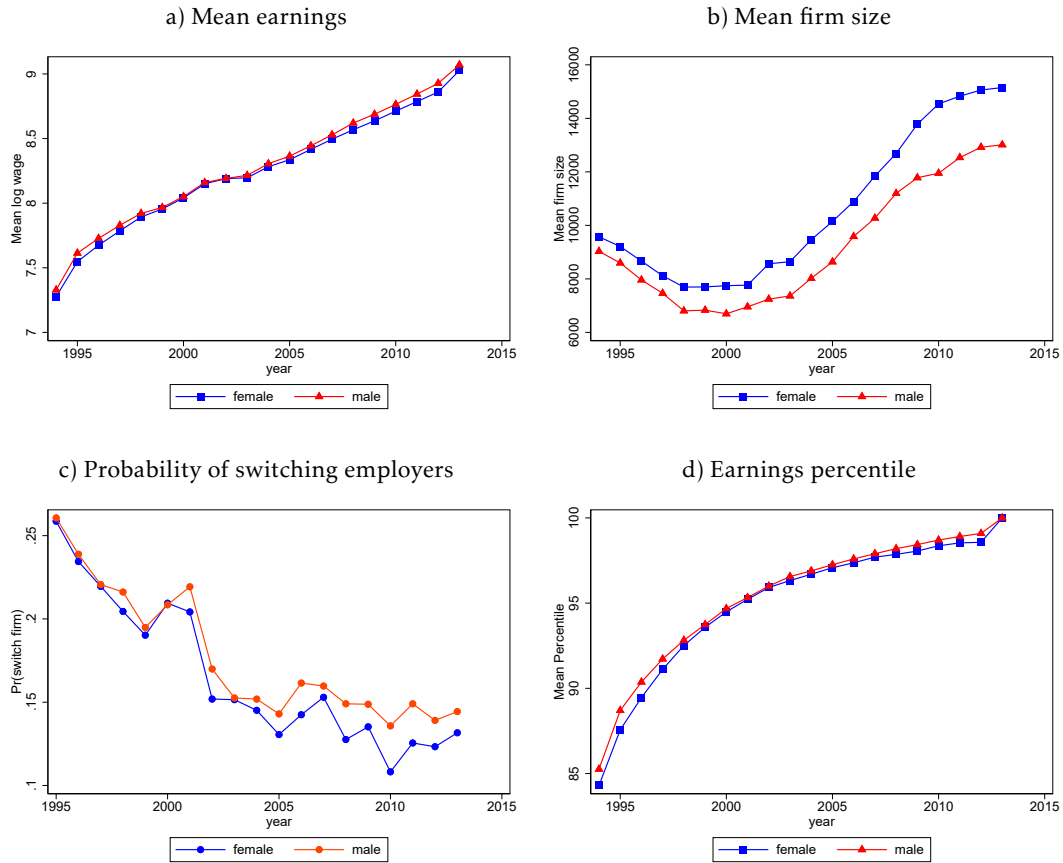 a) Mean earnings
Mean log wage
9
8.5
8
7.5
7
1995 2000 2005 2010 2015
year
female male
b) Mean firm size
Mean firm size
16000
14000
12000
10000
8000
6000
1995 2000 2005 2010 2015
year
female male
c) Probability of switching employers
Pr(switch firm)
.25
.2
.15
.1
1995 2000 2005 2010 2015
year
female male
d) Earnings percentile
Mean Percentile
100
95
90
85
1995 2000 2005 2010 2015
year
female male